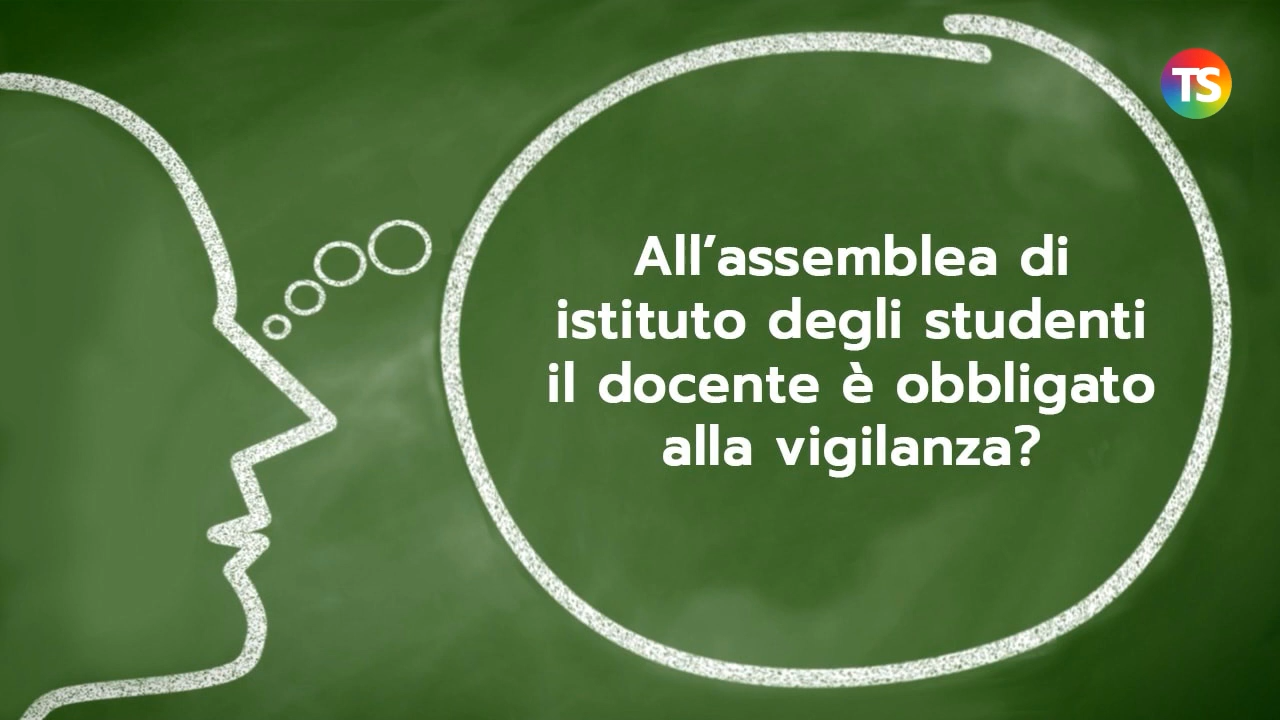 TS
All'assemblea di
istituto degli studenti
il docente è obbligato
alla vigilanza?